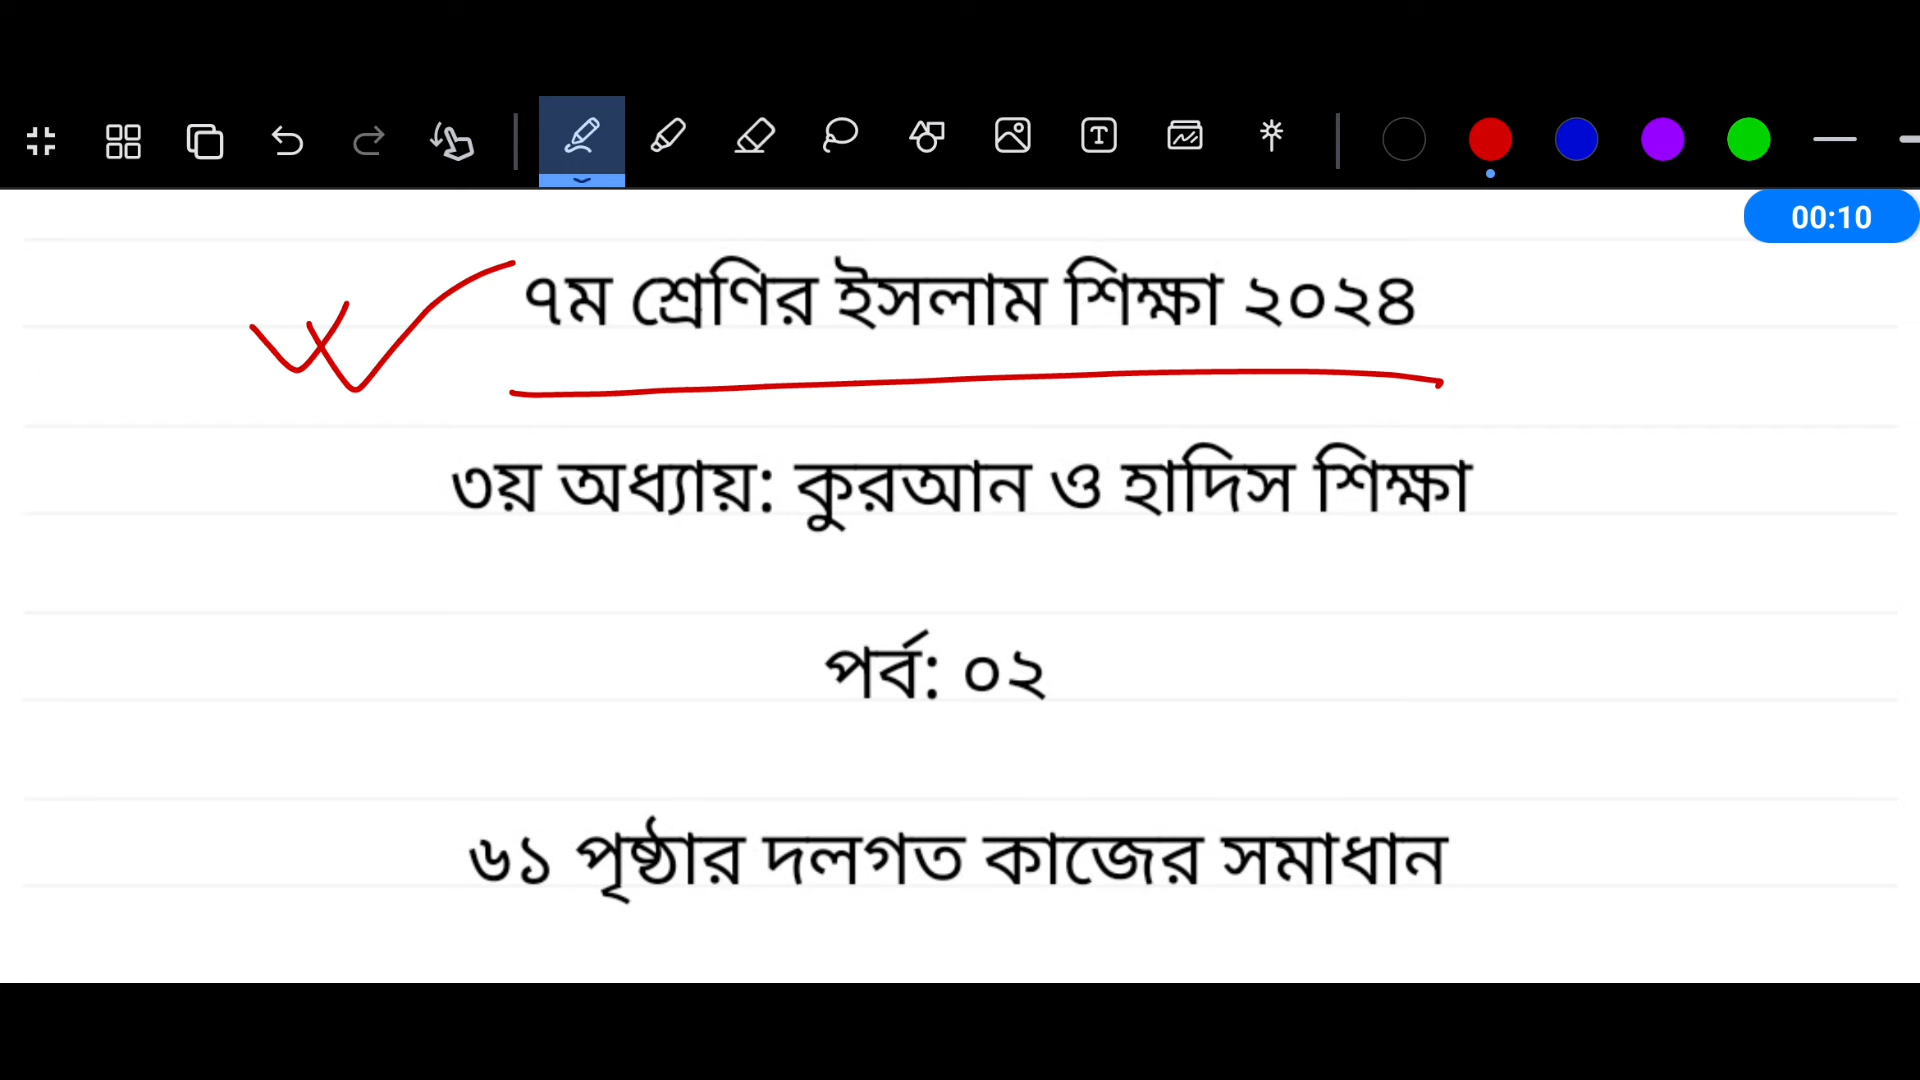 00:10
৭ম শ্রেণির ইসলাম শিক্ষা ২০২৪
৩য় অধ্যায়: কুরআন ও হাদিস শিক্ষা
পর্ব: ০২
৬১ পৃষ্ঠার দলগত কাজের সমাধান